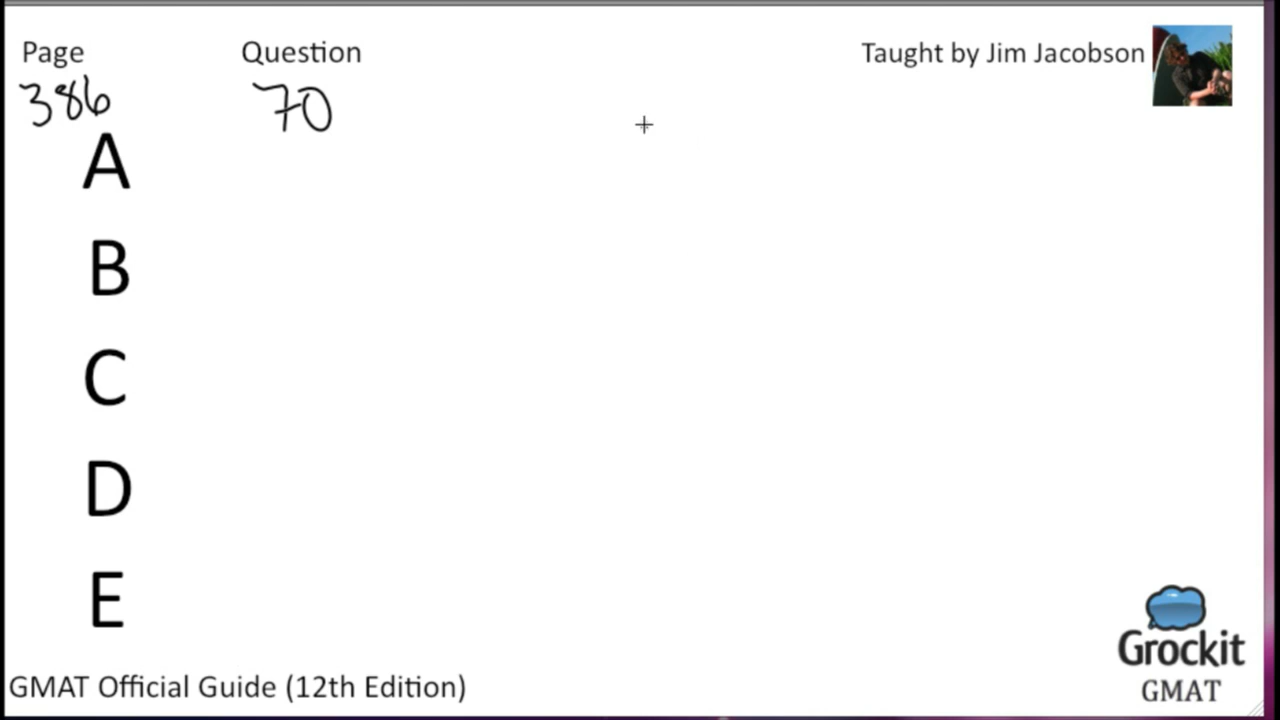 Page Question Taught by Jim Jacobson
386 70
A
B
C
D
E
Grockit
GMAT
GMAT Official Guide (12th Edition)